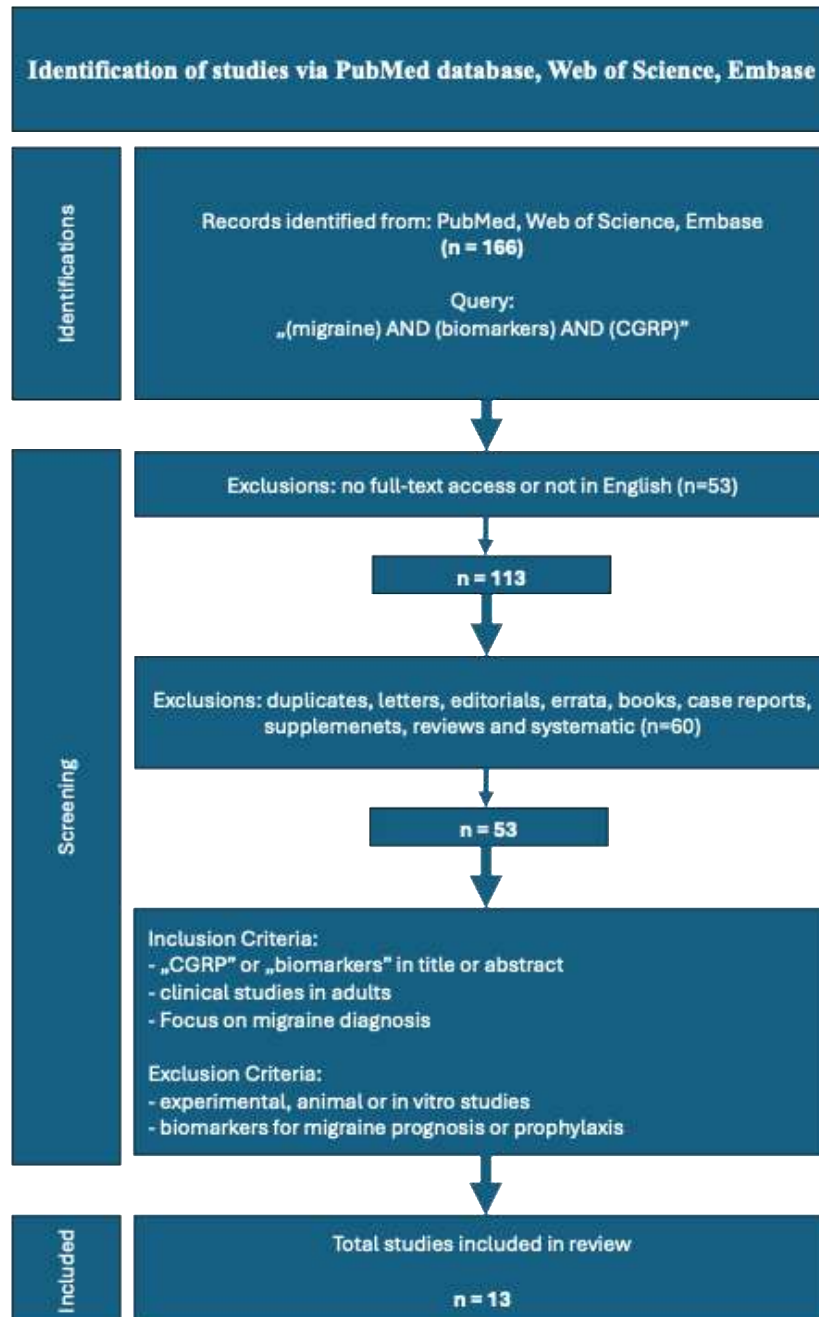 Identification of studies via PubMed database, Web of Science, Embase
Identifications
Records identified from: PubMed, Web of Science, Embase
(n = 166)
Query:
„(migraine) AND (biomarkers) AND (CGRP)”
Screening
Exclusions: no full-text access or not in English (n=53)
n = 113
Exclusions: duplicates, letters, editorials, errata, books, case reports,
supplemenets, reviews and systematic (n=60)
n = 53
Inclusion Criteria:
- „CGRP” or „biomarkers” in title or abstract
- clinical studies in adults
- Focus on migraine diagnosis
Exclusion Criteria:
- experimental, animal or in vitro studies
- biomarkers for migraine prognosis or prophylaxis
Included
Total studies included in review
n = 13